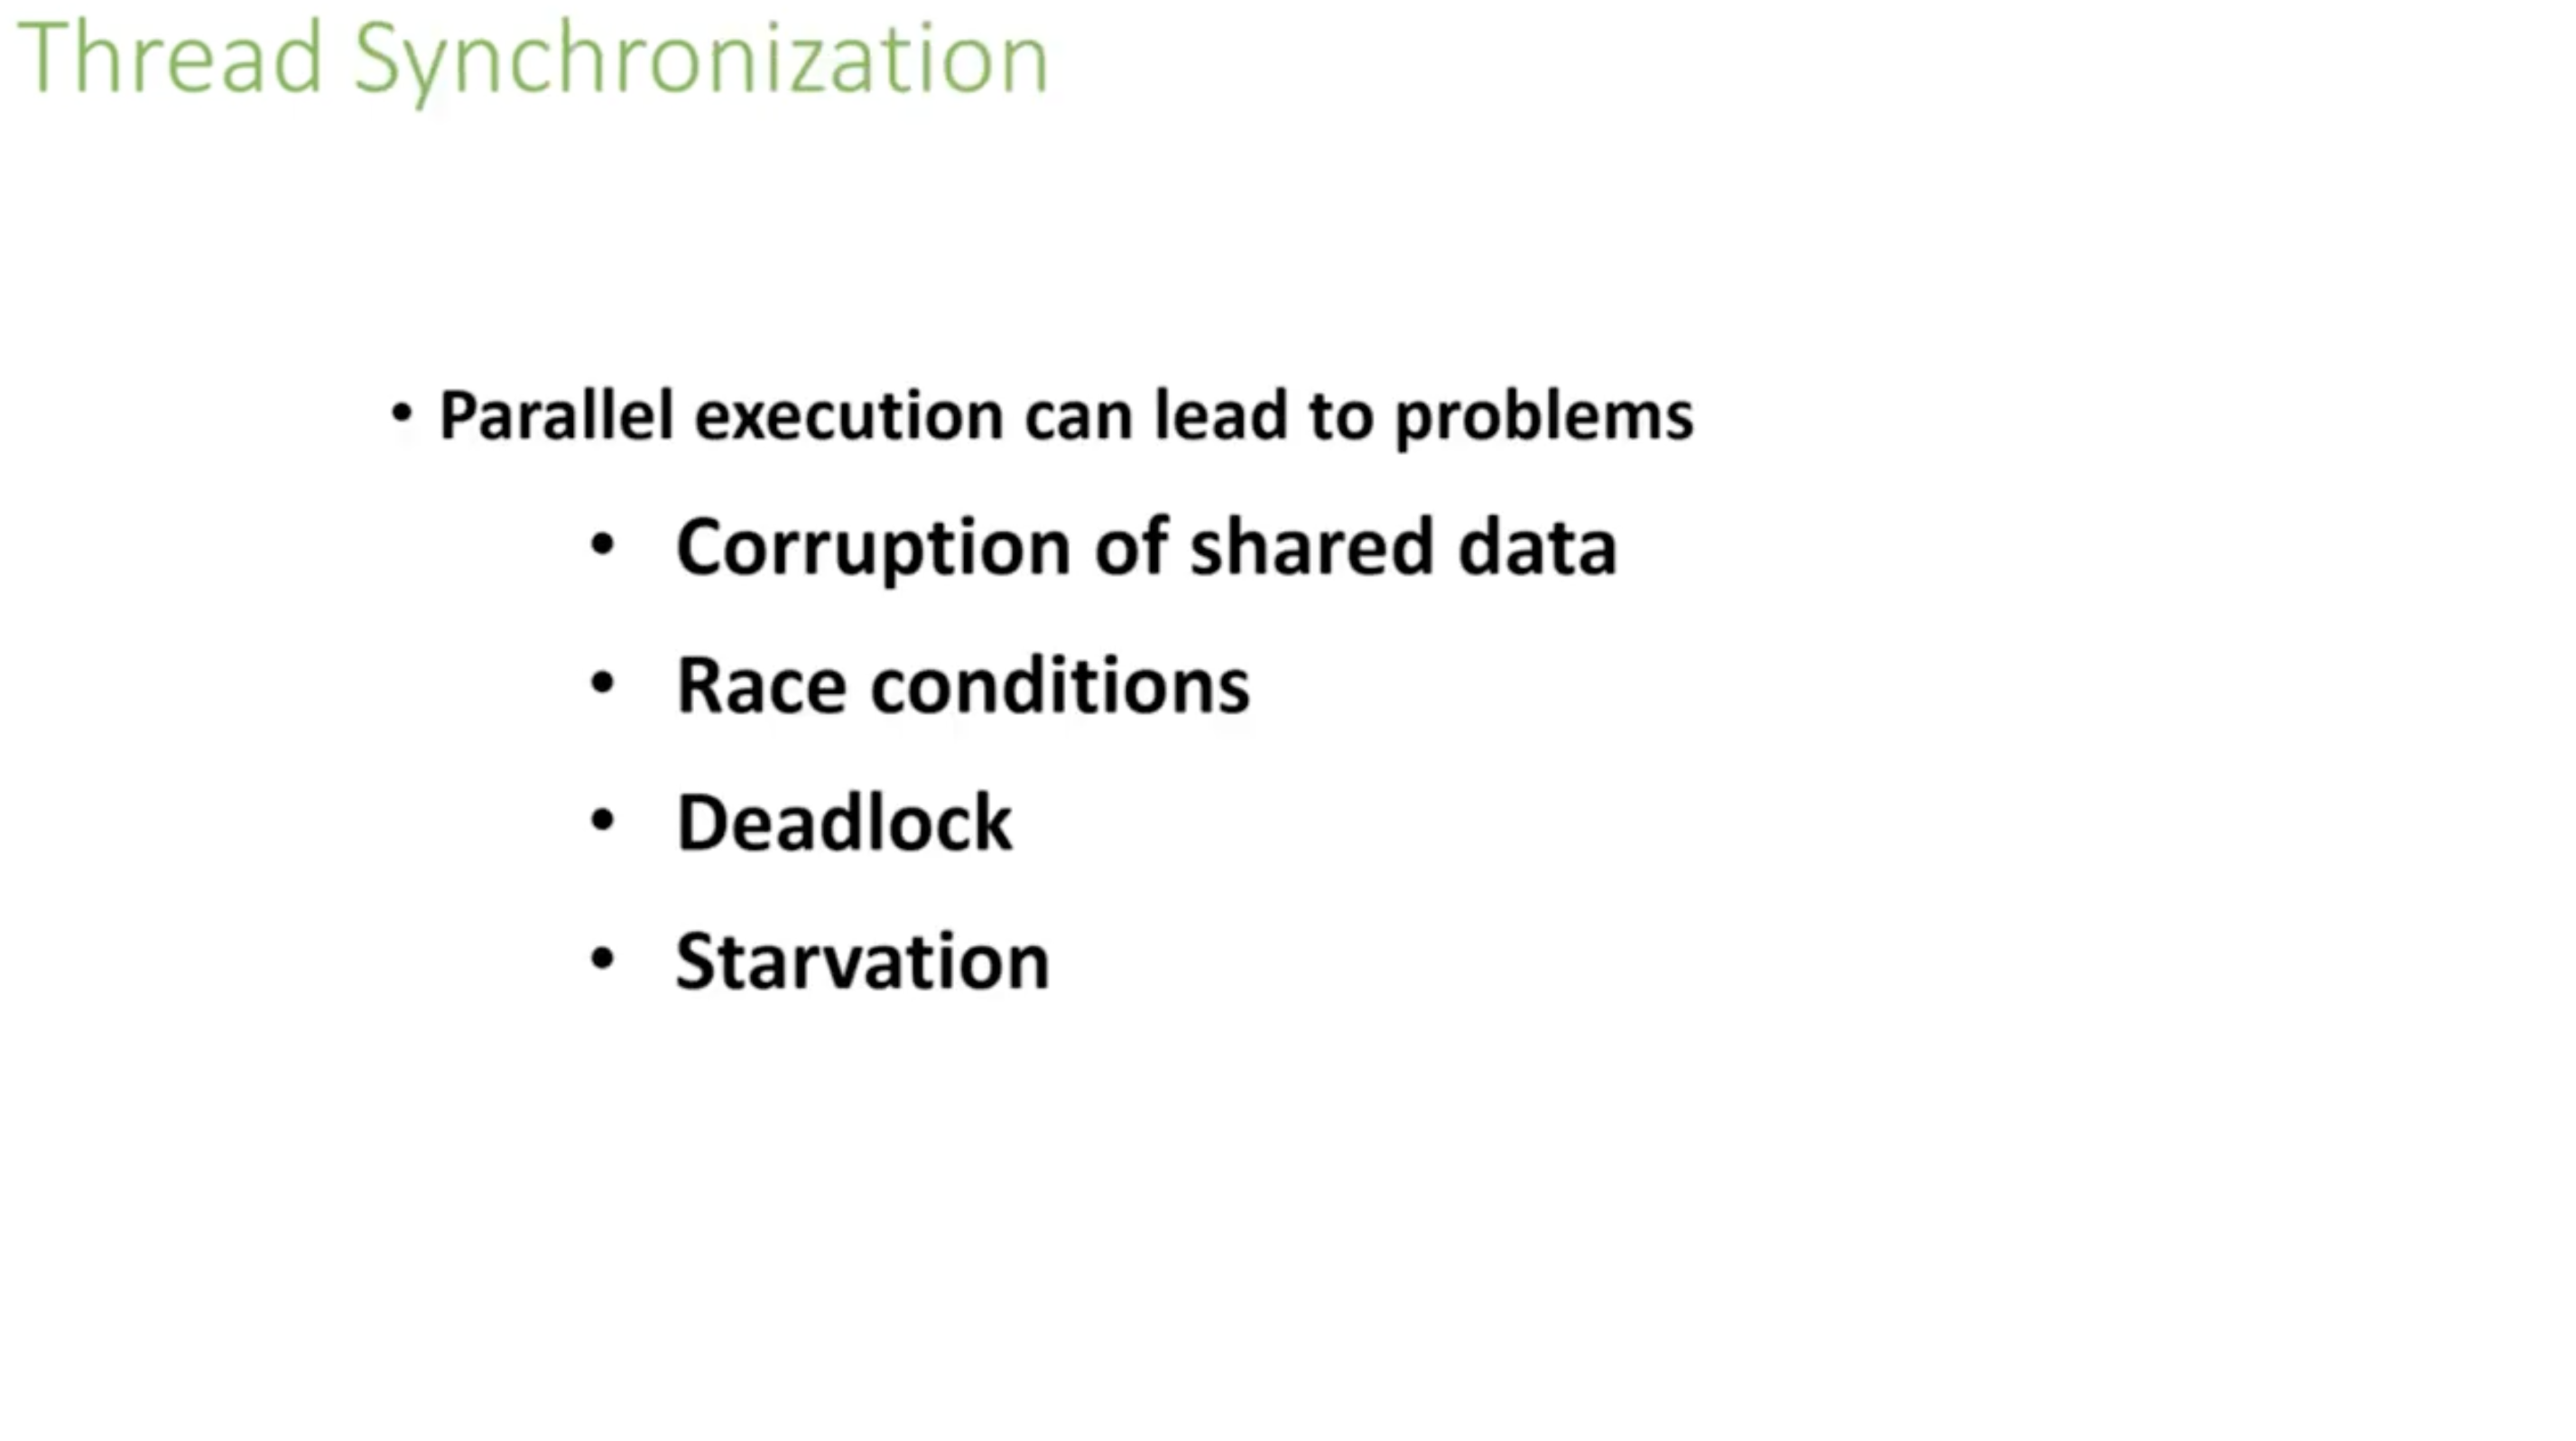 Thread Synchronization
• Parallel execution can lead to problems
• Corruption of shared data
• Race conditions
• Deadlock
• Starvation